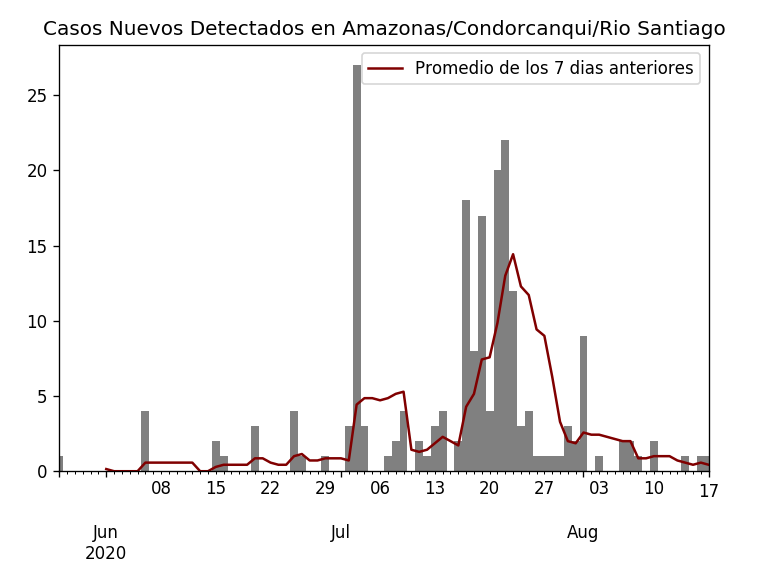 Casos Nuevos Detectados en Amazonas/Condorcanqui/Rio Santiago
Promedio de los 7 dias anteriores
25
20
15
10
5
0
08 15 22 29 06 13 20 27 03 10 17
Jun Jul Aug
2020